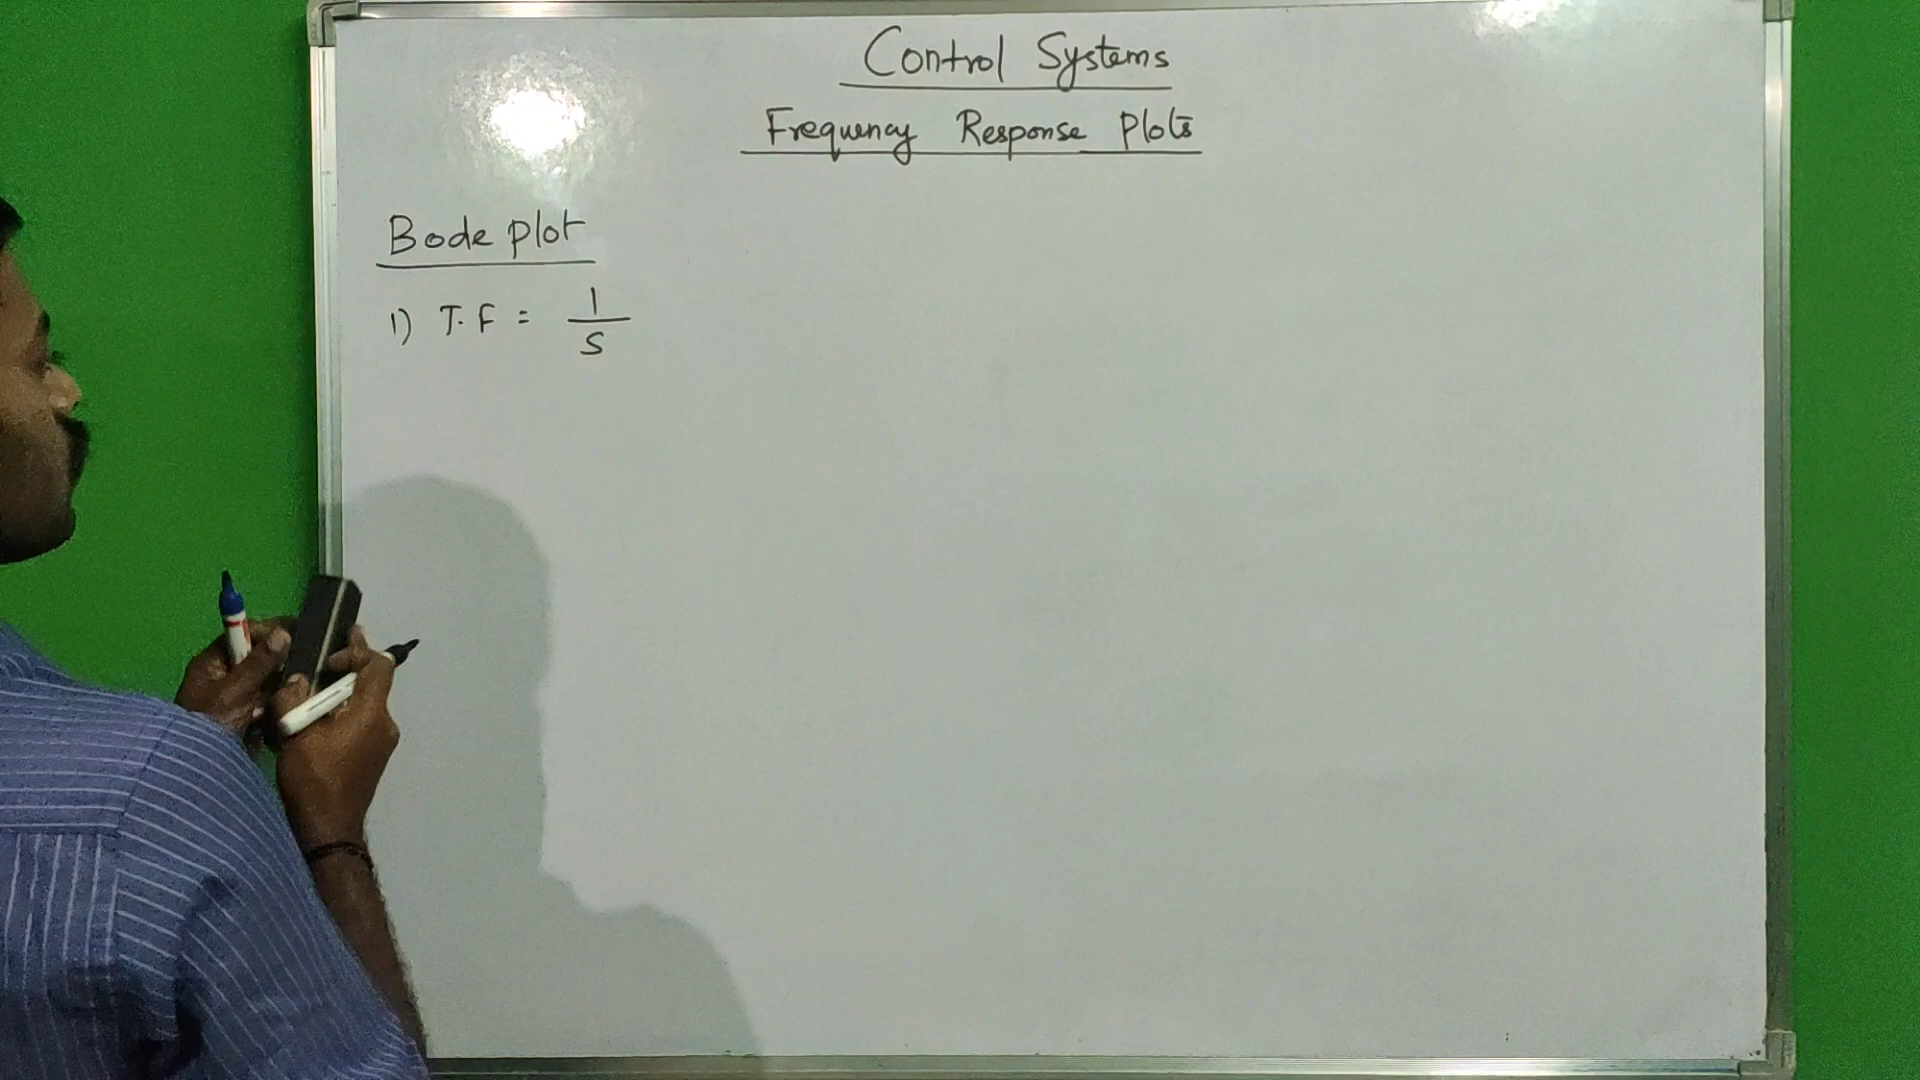 Control Systems
Frequency Response Plots
Bode plot
1) T.F = 1/s